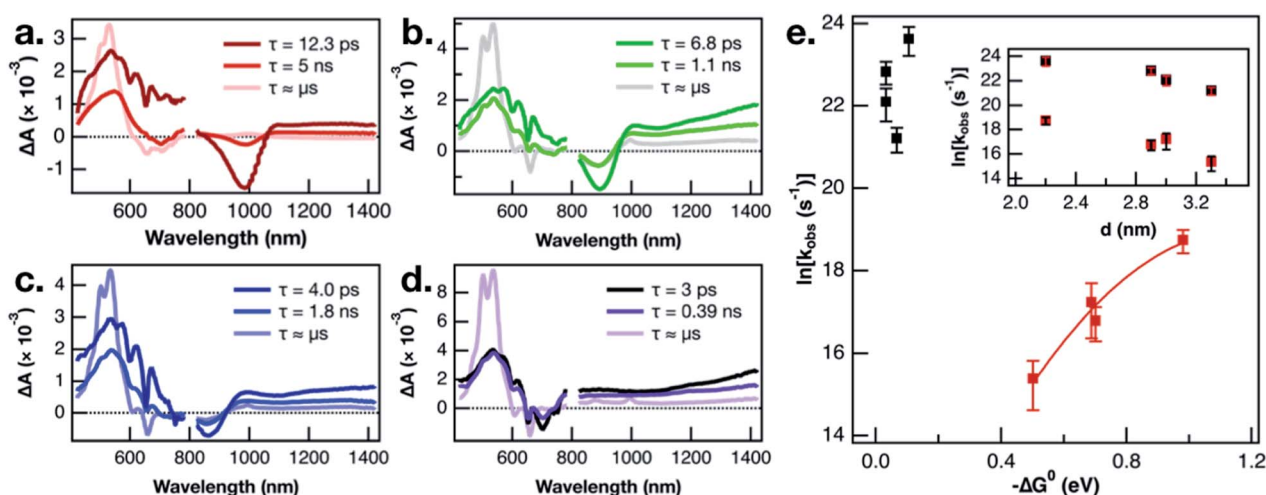 a.
ΔA (× 10⁻³)
3
2
1
0
-1
τ = 12.3 ps
τ = 5 ns
τ ≈ μs
600 800 1000 1200 1400
Wavelength (nm)
b.
ΔA (× 10⁻³)
4
2
0
τ = 6.8 ps
τ = 1.1 ns
τ ≈ μs
600 800 1000 1200 1400
Wavelength (nm)
c.
ΔA (× 10⁻³)
4
3
2
1
0
τ = 4.0 ps
τ = 1.8 ns
τ ≈ μs
600 800 1000 1200 1400
Wavelength (nm)
d.
ΔA (× 10⁻³)
8
6
4
2
0
τ = 3 ps
τ = 0.39 ns
τ ≈ μs
600 800 1000 1200 1400
Wavelength (nm)
e.
ln[kobs (s⁻¹)]
24
22
20
18
16
14
0.0 0.4 0.8 1.2
-ΔG⁰ (eV)
ln[kobs (s⁻¹)]
24
22
20
18
16
14
2.0 2.4 2.8 3.2
d (nm)